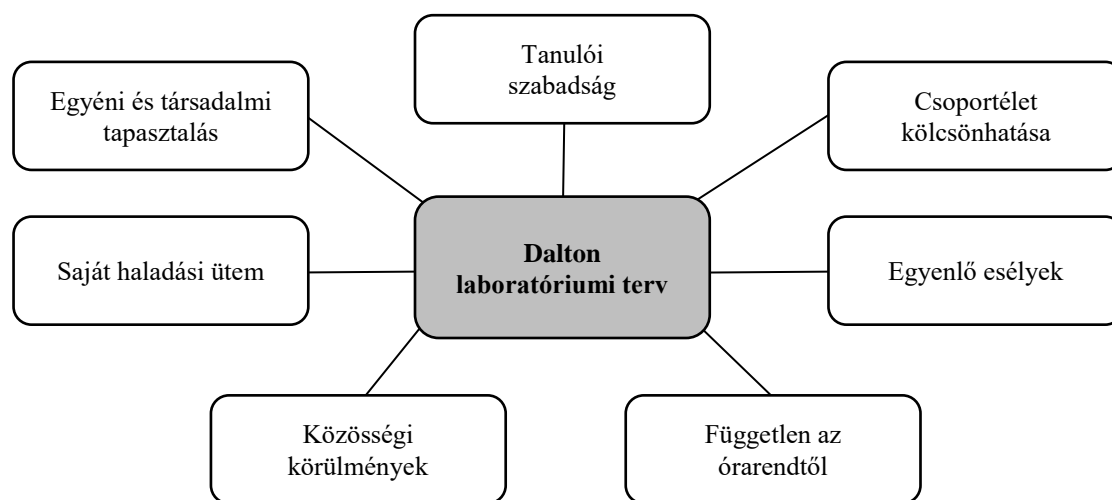 Tanulói
szabadság
Egyéni és társadalmi
tapasztalás
Csoportélet
kölcsönhatása
Saját haladási ütem
Dalton
laboratóriumi terv
Egyenlő esélyek
Közösségi
körülmények
Független az
órarendtől